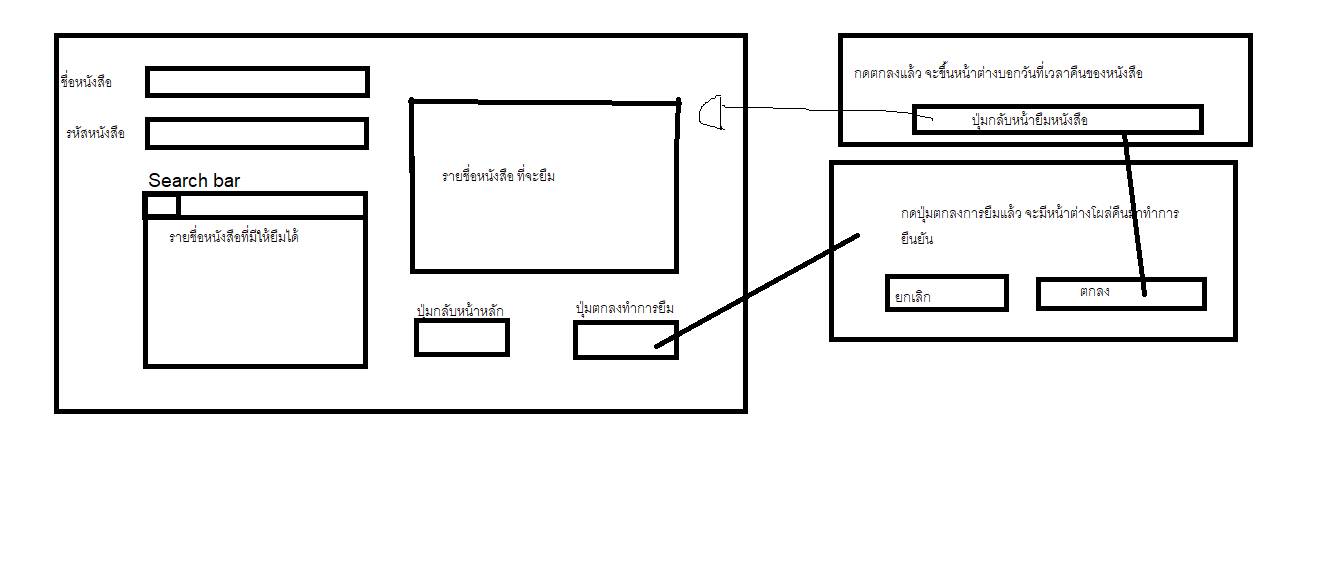 ชื่อหนังสือ
รหัสหนังสือ
Search bar
รายชื่อหนังสือที่มีให้ยืมได้
รายชื่อหนังสือ ที่จะยืม
ปุ่มกลับหน้าหลัก
ปุ่มตกลงทำการยืม
กดตกลงแล้ว จะขึ้นหน้าต่างบอกวันที่เวลาคืนของหนังสือ
ปุ่มกลับหน้ายืมหนังสือ
กดปุ่มตกลงการยืมแล้ว จะมีหน้าต่างโผล่คืนมาทำการ
ยืนยัน
ยกเลิก
ตกลง